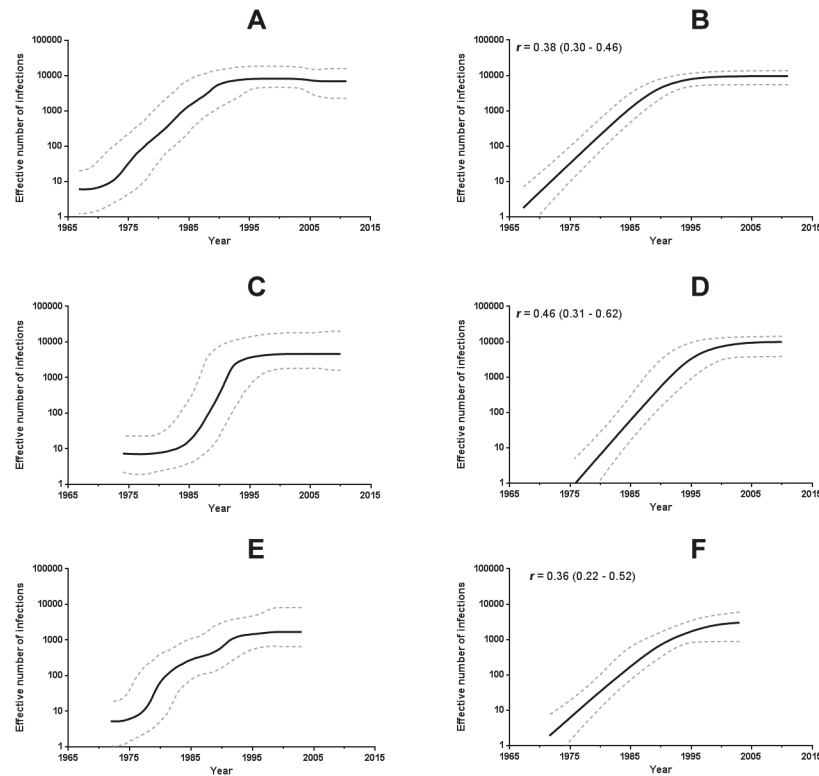 A
100000
10000
1000
100
10
1
Effective number of infections
1965 1975 1985 1995 2005 2015
Year
B
r = 0.38 (0.30 - 0.46)
100000
10000
1000
100
10
1
Effective number of infections
1965 1975 1985 1995 2005 2015
Year
C
100000
10000
1000
100
10
1
Effective number of infections
1965 1975 1985 1995 2005 2015
Year
D
r = 0.46 (0.31 - 0.62)
100000
10000
1000
100
10
1
Effective number of infections
1965 1975 1985 1995 2005 2015
Year
E
100000
10000
1000
100
10
1
Effective number of infections
1965 1975 1985 1995 2005 2015
Year
F
r = 0.36 (0.22 - 0.52)
100000
10000
1000
100
10
1
Effective number of infections
1965 1975 1985 1995 2005 2015
Year